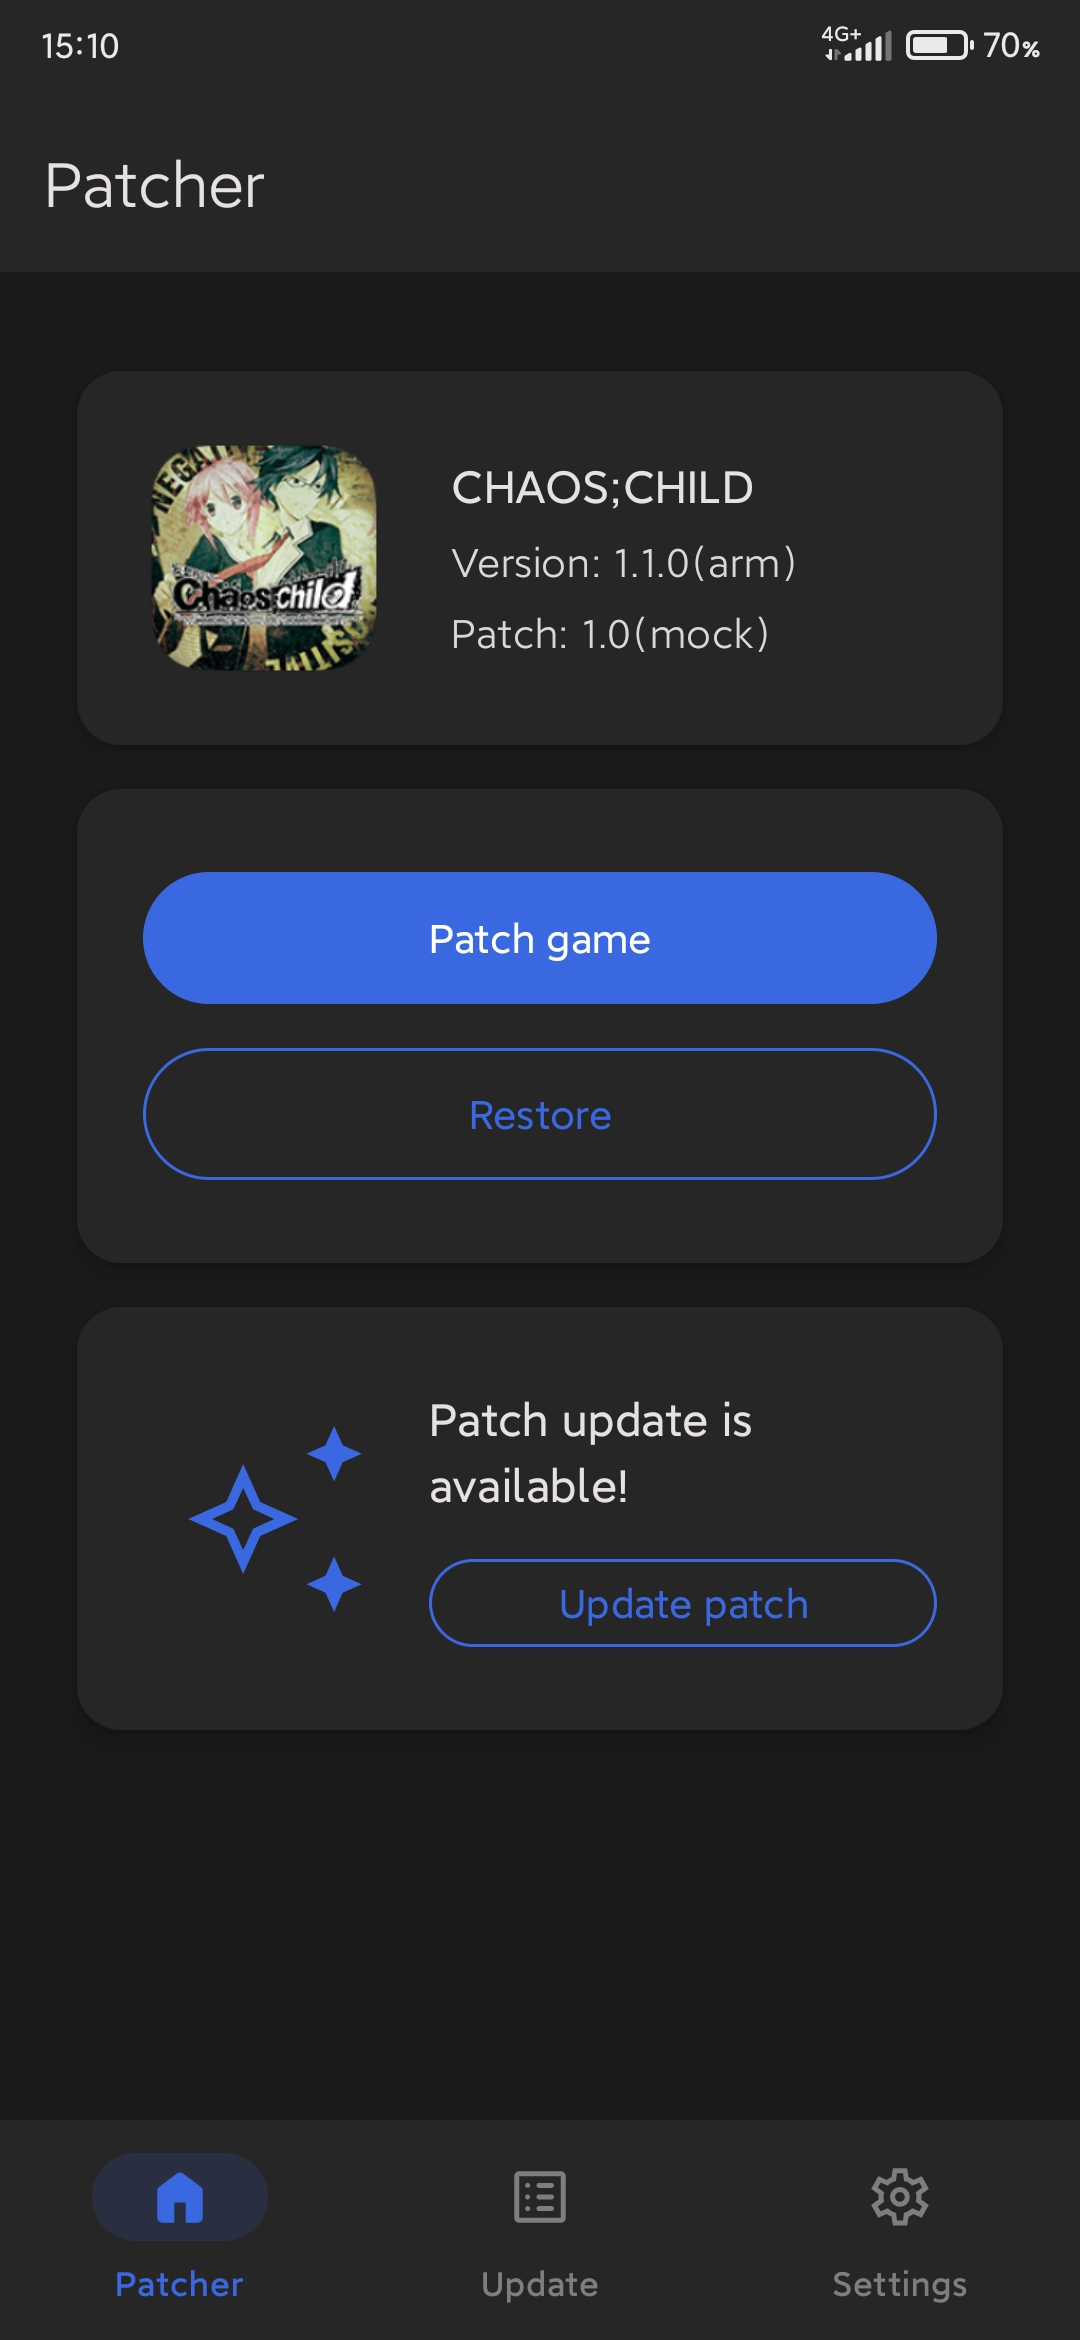 15:10
4G+
70%
Patcher
NEGAI
Chaos;child
CHAOS;CHILD
Version: 1.1.0(arm)
Patch: 1.0(mock)
Patch game
Restore
Patch update is
available!
Update patch
Patcher
Update
Settings